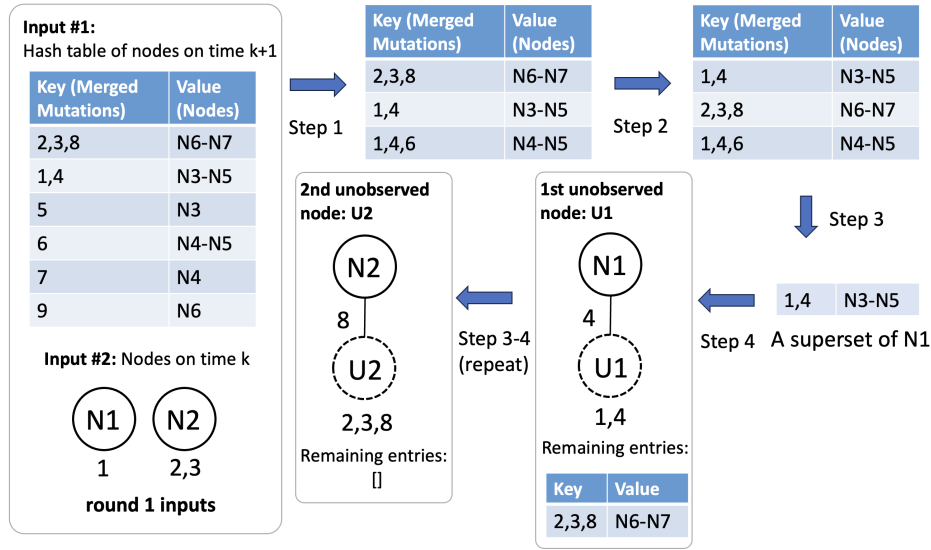 Input #1:
Hash table of nodes on time k+1
Key (Merged Mutations) Value (Nodes)
2,3,8 N6-N7
1,4 N3-N5
5 N3
6 N4-N5
7 N4
9 N6
Input #2: Nodes on time k
N1 N2
1 2,3
round 1 inputs
Step 1
Key (Merged Mutations) Value (Nodes)
2,3,8 N6-N7
1,4 N3-N5
1,4,6 N4-N5
Step 2
Key (Merged Mutations) Value (Nodes)
1,4 N3-N5
2,3,8 N6-N7
1,4,6 N4-N5
Step 3
1,4 N3-N5
A superset of N1
Step 4
1st unobserved
node: U1
N1
4
U1
1,4
Remaining entries:
Key Value
2,3,8 N6-N7
Step 3-4
(repeat)
2nd unobserved
node: U2
N2
8
U2
2,3,8
Remaining entries:
[]